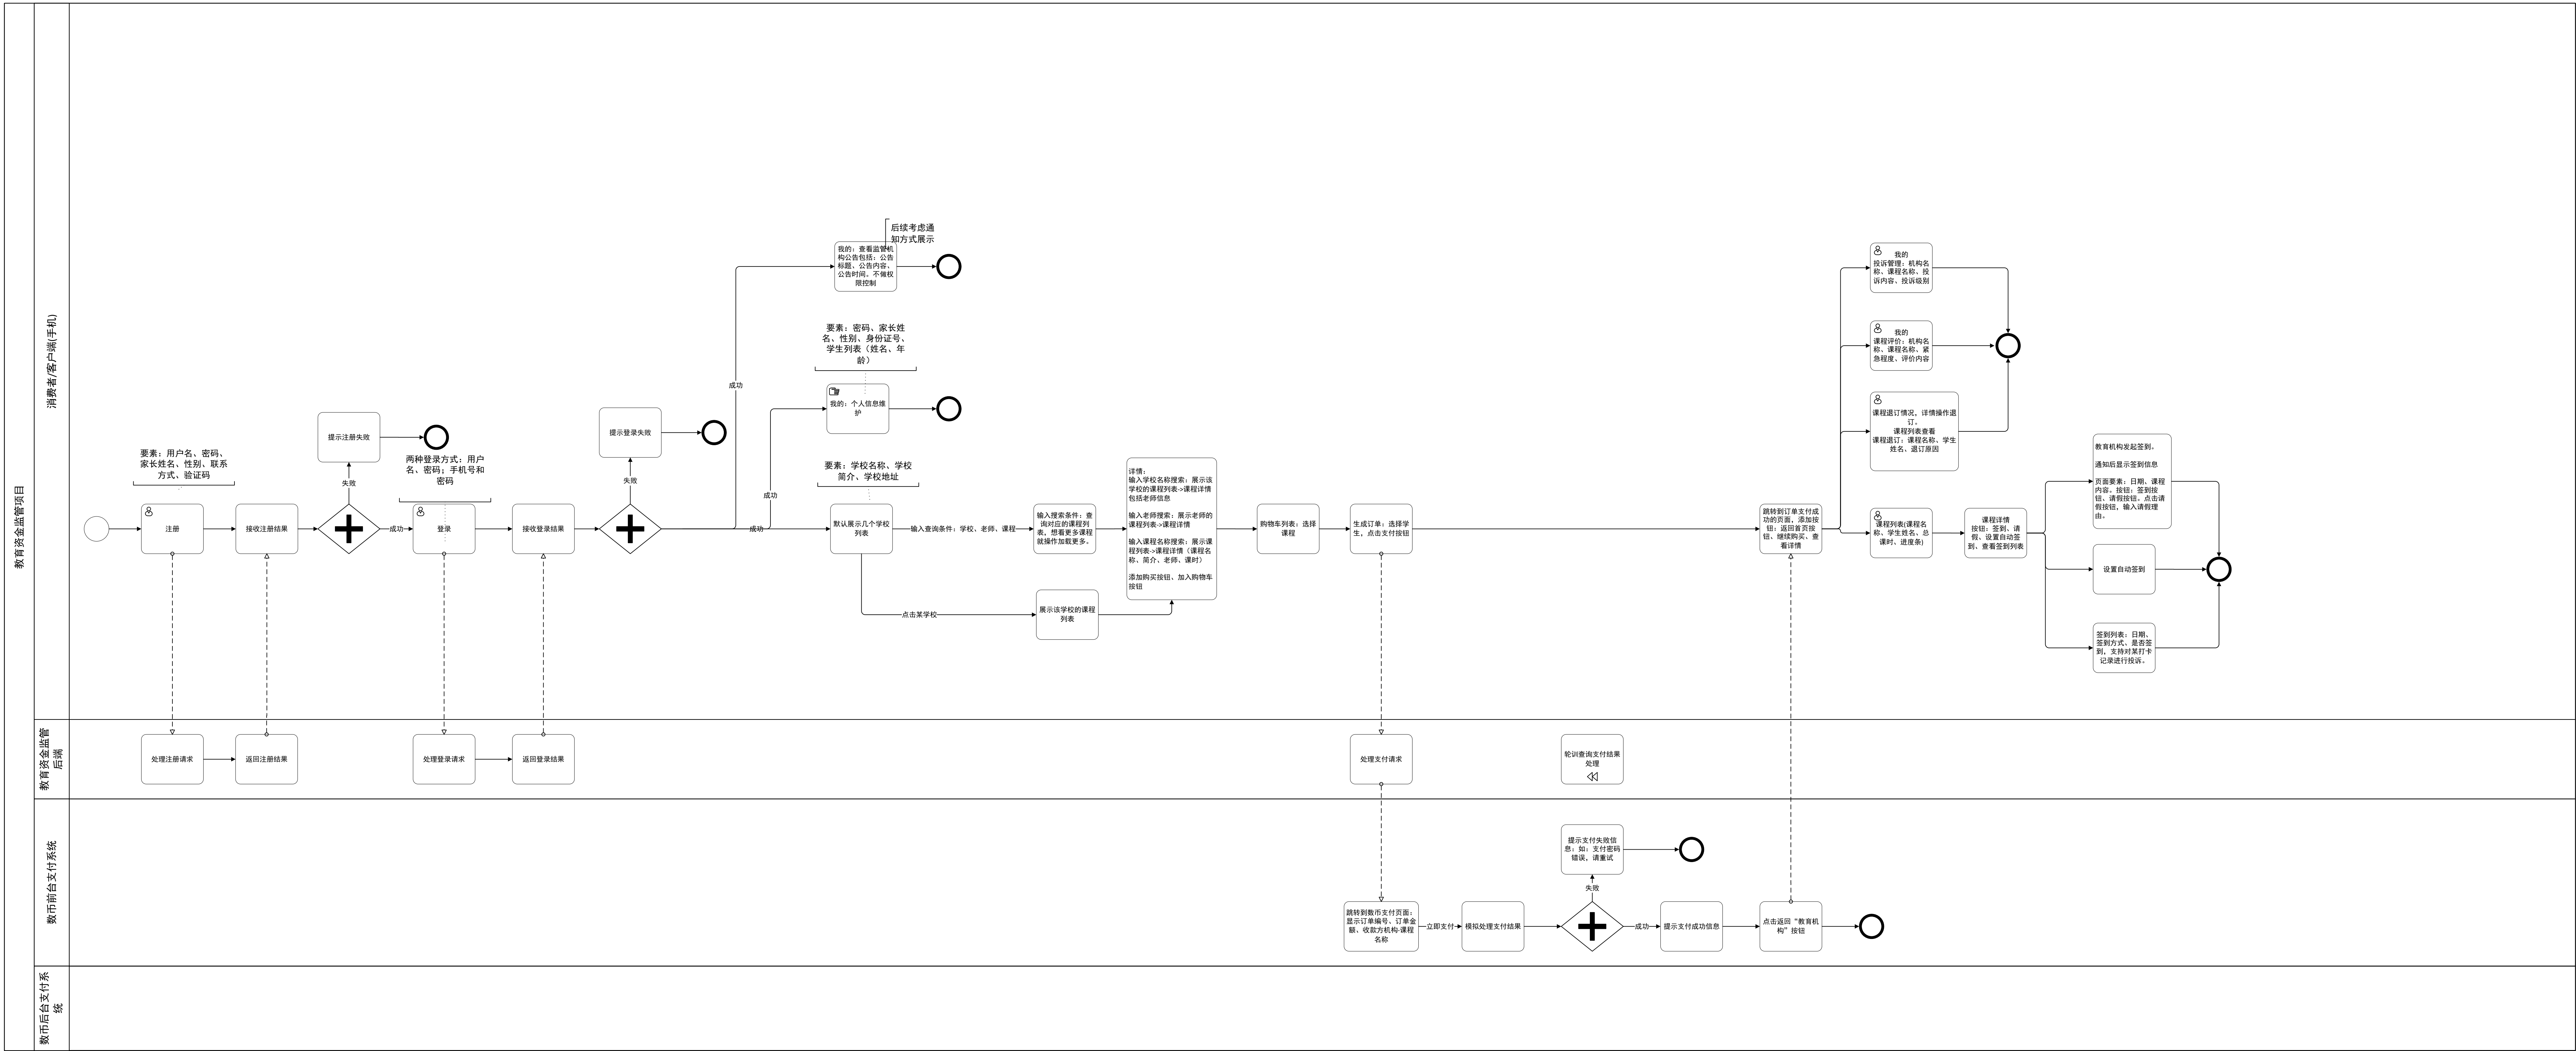 教育资金监管项目
消费者/客户端(手机)
后续考虑通
知方式展示
我的：查看监管机
构公告包括：公告
标题、公告内容、
公告时间。不做权
限控制
要素：密码、家长姓
名、性别、身份证号、
学生列表（姓名、年
龄）
我的：个人信息维
护
成功
成功
成功
提示注册失败
失败
提示登录失败
失败
要素：用户名、密码、
家长姓名、性别、联系
方式、验证码
两种登录方式：用户
名、密码；手机号和
密码
要素：学校名称、学校
简介、学校地址
注册
接收注册结果
成功
登录
接收登录结果
默认展示几个学校
列表
输入查询条件：学校、老师、课程
输入搜索条件：查
询对应的课程列
表，想看更多课程
就操作加载更多。
点击某学校
展示该学校的课程
列表
详情：
输入学校名称搜索：展示该
学校的课程列表->课程详情
包括老师信息
输入老师搜索：展示老师的
课程列表->课程详情
输入课程名称搜索：展示课
程列表->课程详情（课程名
称、简介、老师、课时）
添加购买按钮、加入购物车
按钮
购物车列表：选择
课程
生成订单：选择学
生，点击支付按钮
跳转到订单支付成
功的页面，添加按
钮：返回首页按
钮、继续购买、查
看详情
我的
投诉管理：机构名
称、课程名称、投
诉内容、投诉级别
我的
课程评价：机构名
称、课程名称、紧
急程度、评价内容
课程退订情况，详情操作退
订。
课程列表查看
课程退订：课程名称、学生
姓名、退订原因
课程列表(课程名
称，学生姓名、总
课时、进度条)
课程详情
按钮：签到、请
假、设置自动签
到、查看签到列表
教育机构发起签到。
通知后显示签到信息
页面要素：日期、课程
内容。按钮：签到按
钮、请假按钮。点击请
假按钮，输入请假理
由。
设置自动签到
签到列表：日期、
签到方式、是否签
到，支持对某打卡
记录进行投诉。
教育资金监管
后端
处理注册请求
返回注册结果
处理登录请求
返回登录结果
处理支付请求
轮训查询支付结果
处理
数币前台支付系统
提示支付失败信
息：如：支付密码
错误，请重试
失败
跳转到数币支付页面：
显示订单编号、订单金
额、收款方机构-课程
名称
立即支付
模拟处理支付结果
成功
提示支付成功信息
点击返回“教育机
构”按钮
数币后台支付系
统